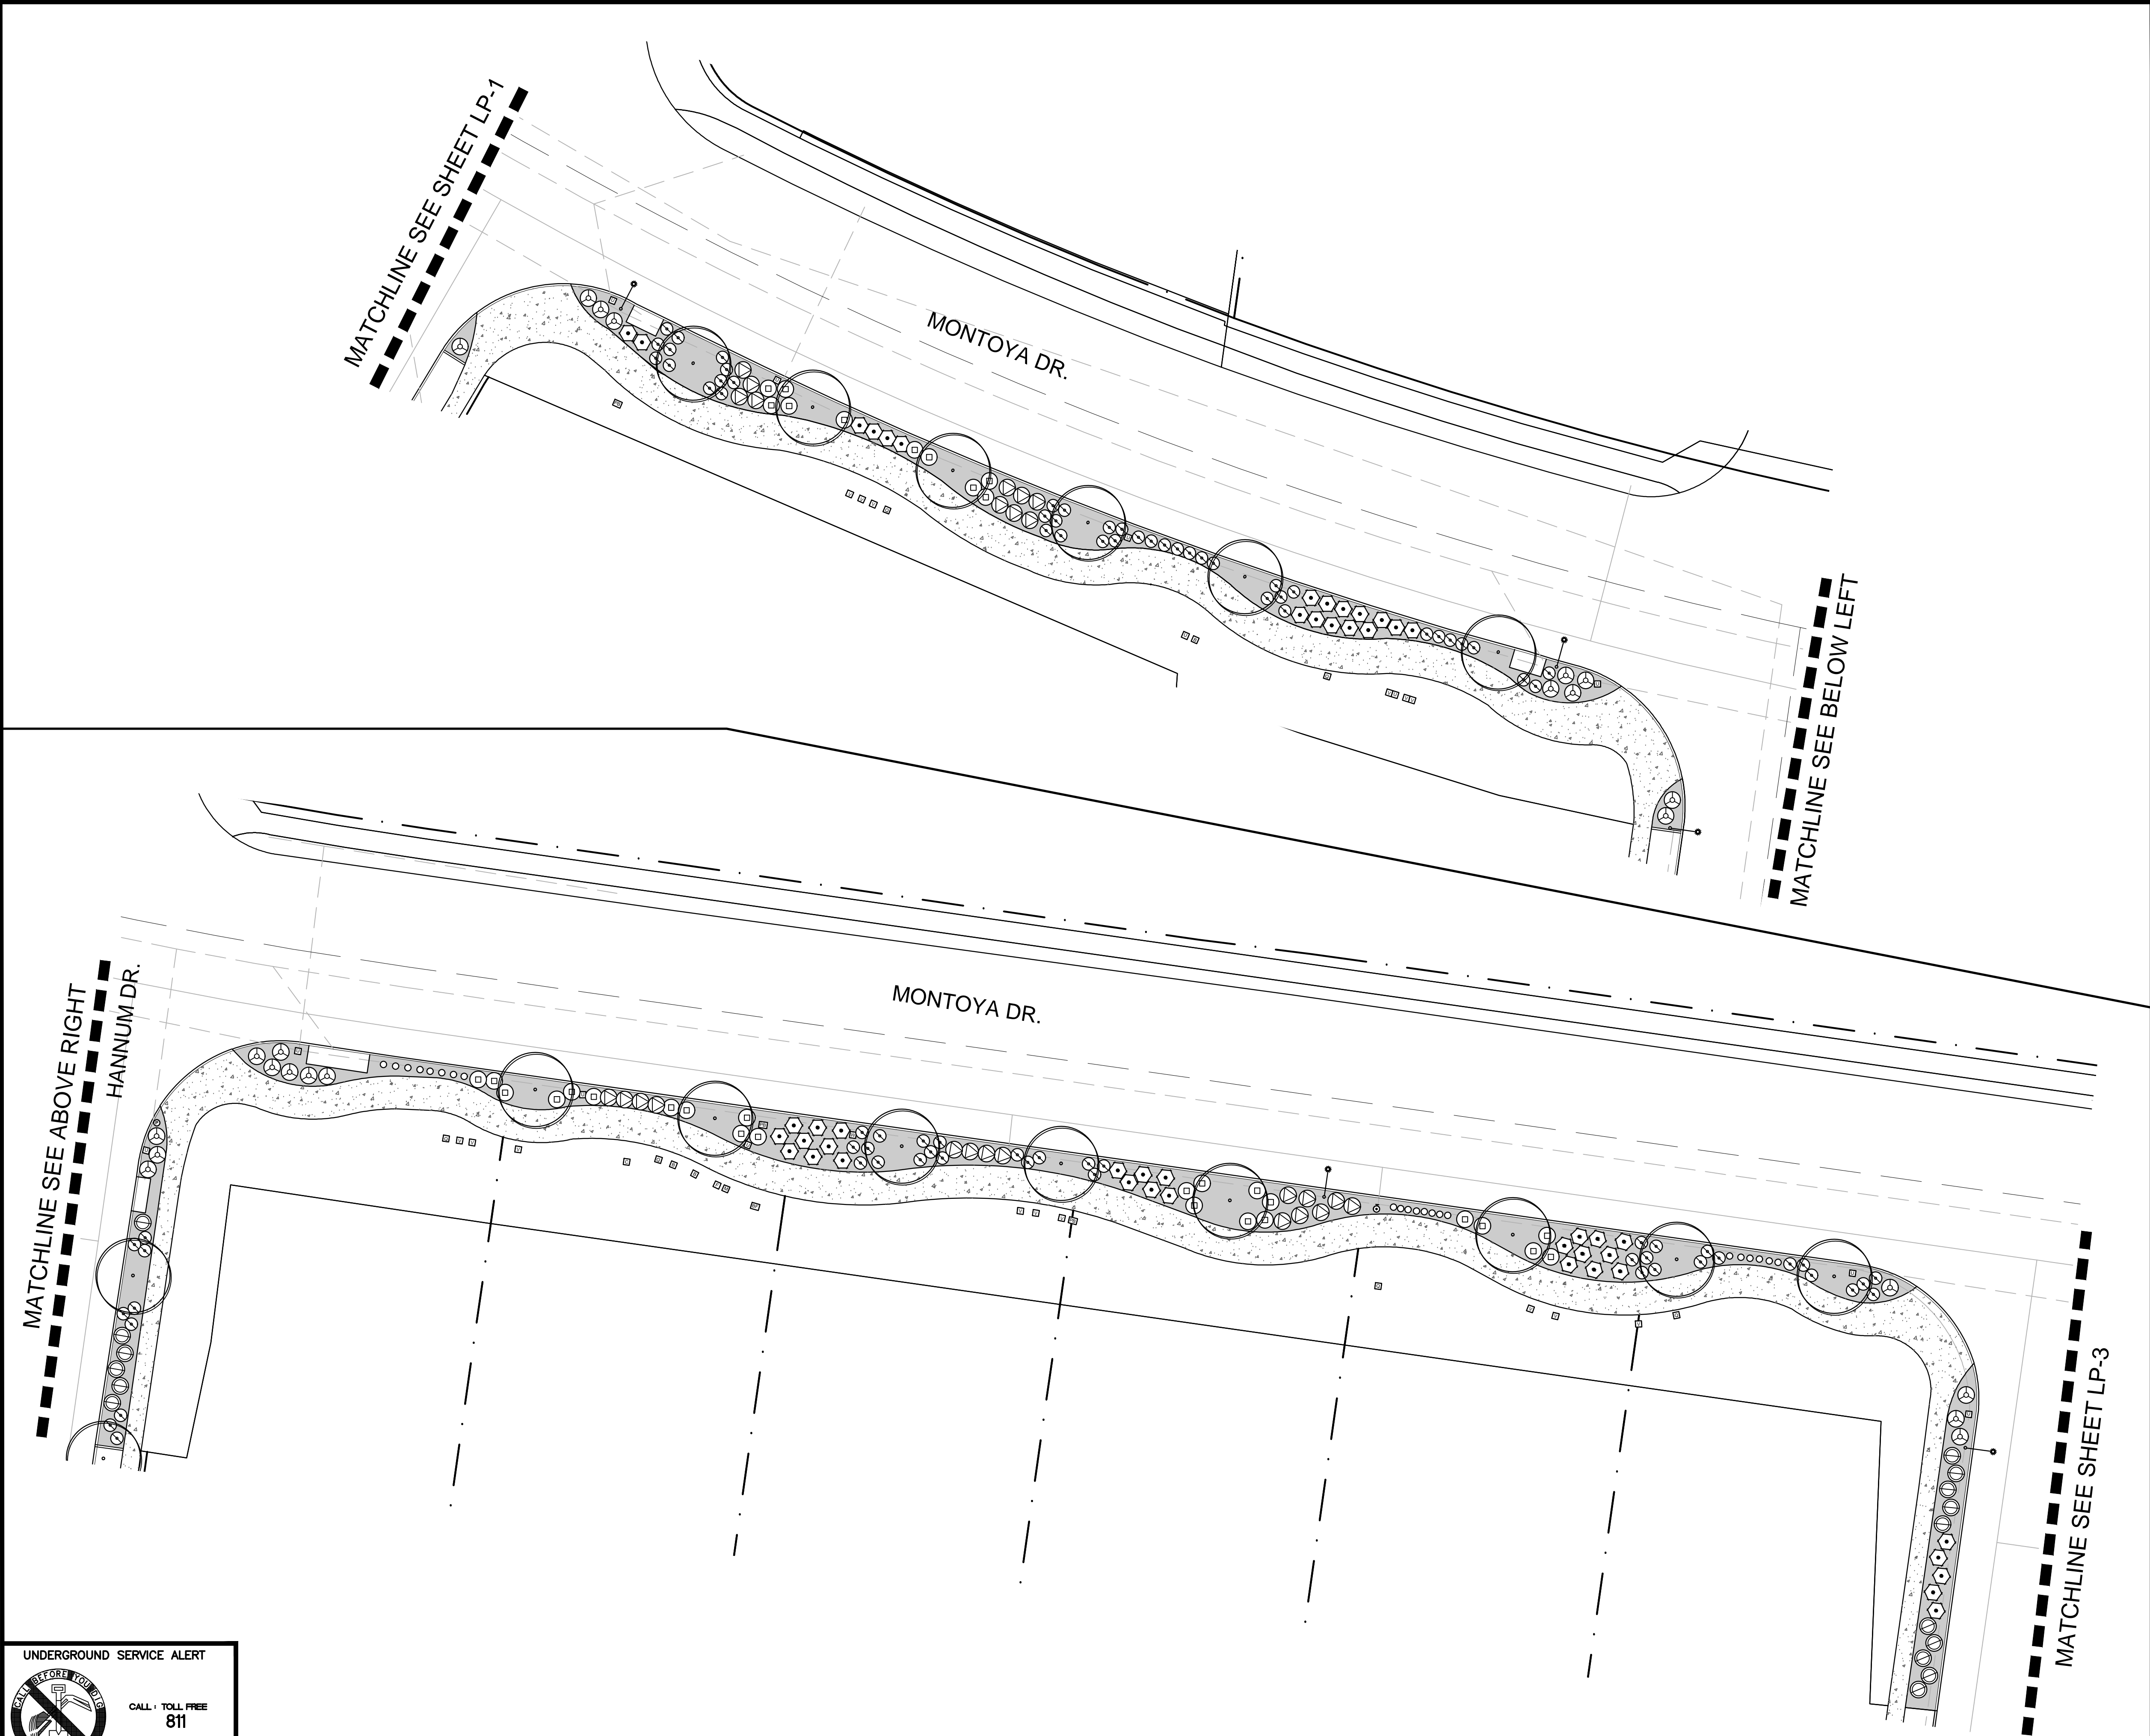 MATCHLINE SEE SHEET LP-1
MONTOYA DR.
MATCHLINE SEE BELOW LEFT
MATCHLINE SEE ABOVE RIGHT
HANNUM DR.
MONTOYA DR.
MATCHLINE SEE SHEET LP-3
UNDERGROUND SERVICE ALERT
CALL BEFORE YOU DIG
CALL: TOLL FREE
811